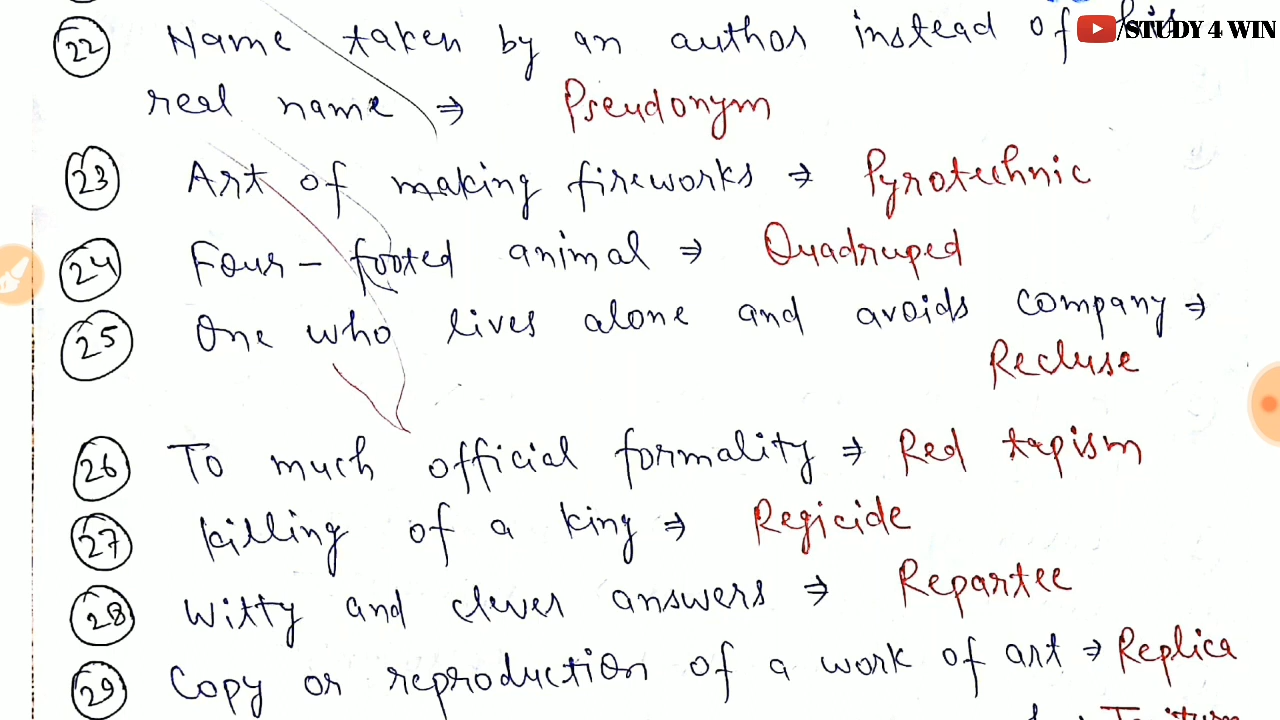 22 Name taken by an author instead of his
/STUDY 4 WIN
real name ⇒ Pseudonym
23 Art of making fireworks ⇒ Pyrotechnic
24 Four-footed animal ⇒ Quadruped
25 One who lives alone and avoids company ⇒
Recluse
26 To much official formality ⇒ Red tapism
27 Killing of a king ⇒ Regicide
28 Witty and clever answers ⇒ Repartee
29 Copy or reproduction of a work of art ⇒ Replica